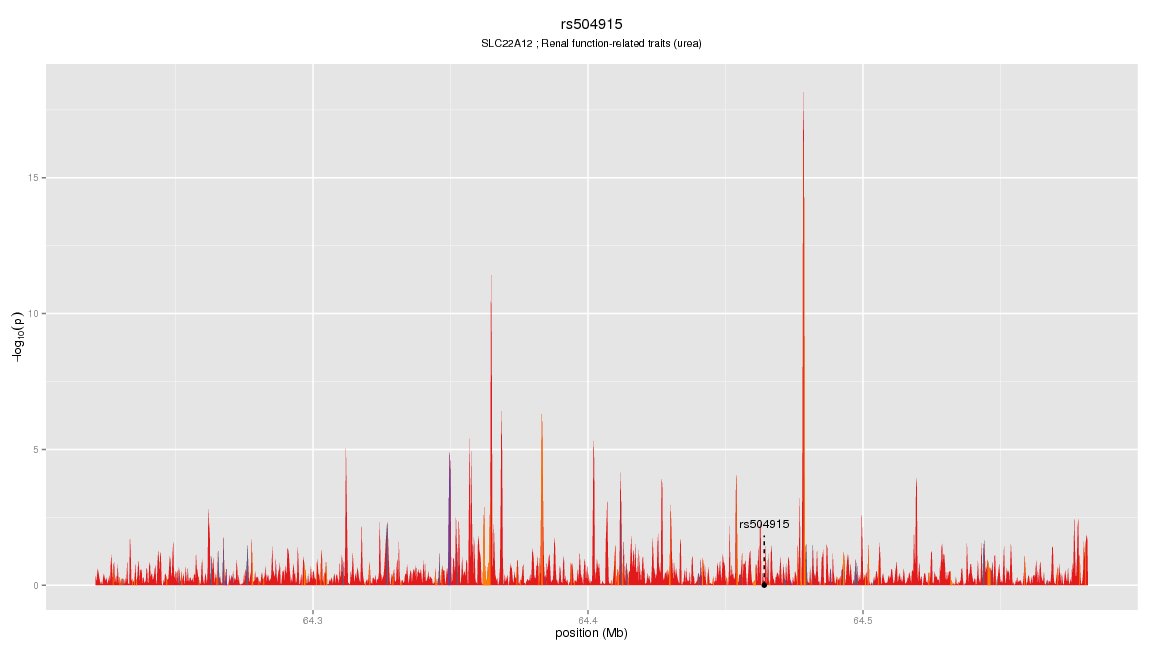 rs504915
SLC22A12 ; Renal function-related traits (urea)
15
10
5
0
-log10(p)
rs504915
64.3
64.4
64.5
position (Mb)